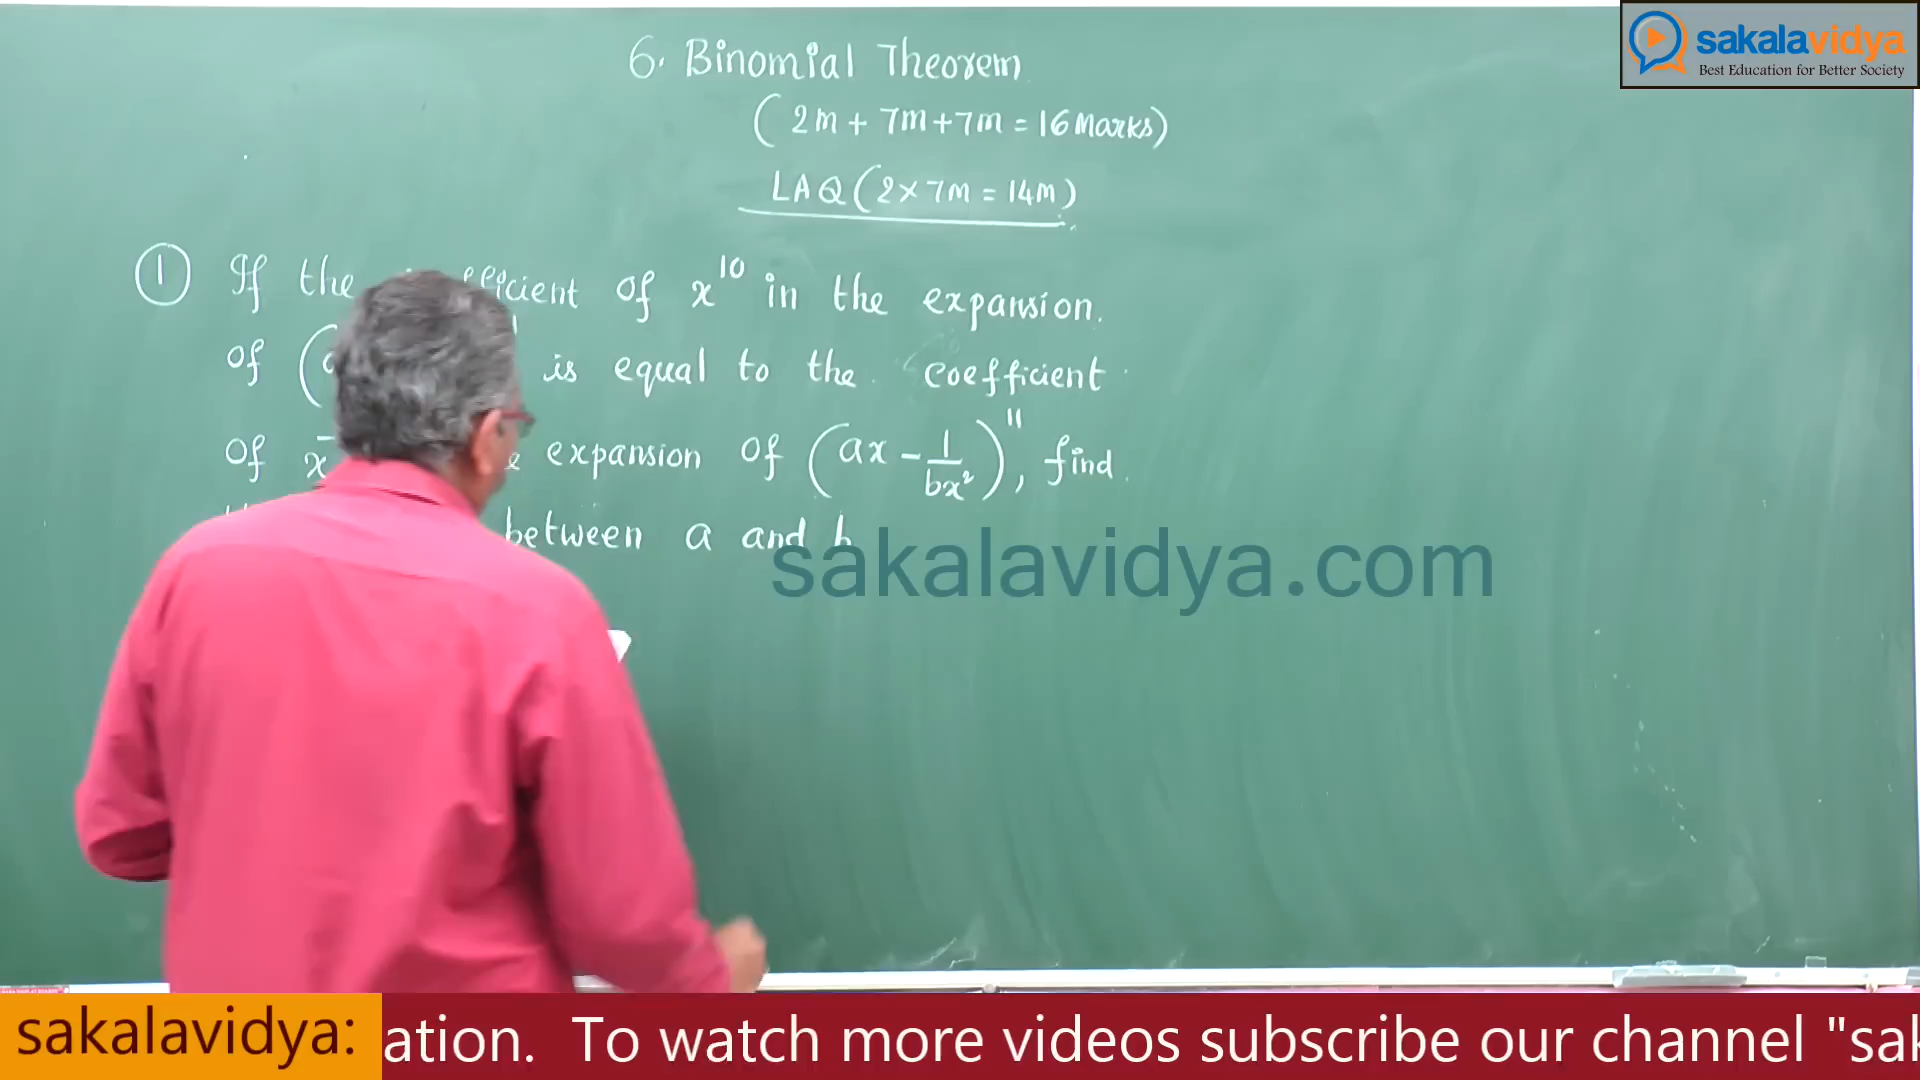 sakalavidya
Best Education for Better Society
6. Binomial Theorem
(2m + 7m + 7m = 16 Marks)
LAQ (2 x 7m = 14m)
① If the efficient of x¹⁰ in the expansion.
of ( is equal to the coefficient
of x expansion of (ax - 1/bx²)¹¹, find
between a and b
sakalavidya.com
sakalavidya: ation. To watch more videos subscribe our channel "sak